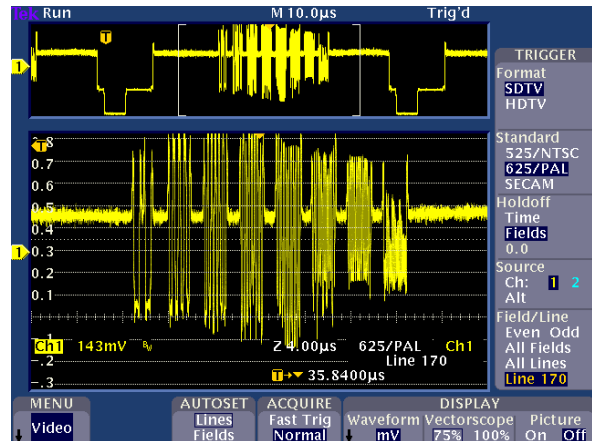 Tek Run M 10.0µs Trig'd
TRIGGER
Format
SDTV
HDTV
Standard
525/NTSC
625/PAL
SECAM
Holdoff
Time
Fields
0.0
Source
Ch: 1 2
Alt
Field/Line
Even Odd
All Fields
All Lines
Line 170
T
1
T
0.7
0.6
0.5
0.4
0.3
1
0.2
0.1
-.2
-.3
Ch1 143mV Bw Z 4.00µs 625/PAL Ch1
Line 170
T→▼ 35.8400µs
MENU
Video
AUTOSET
Lines
Fields
ACQUIRE
Fast Trig
Normal
DISPLAY
Waveform Vectorscope Picture
mV 75% 100% On Off